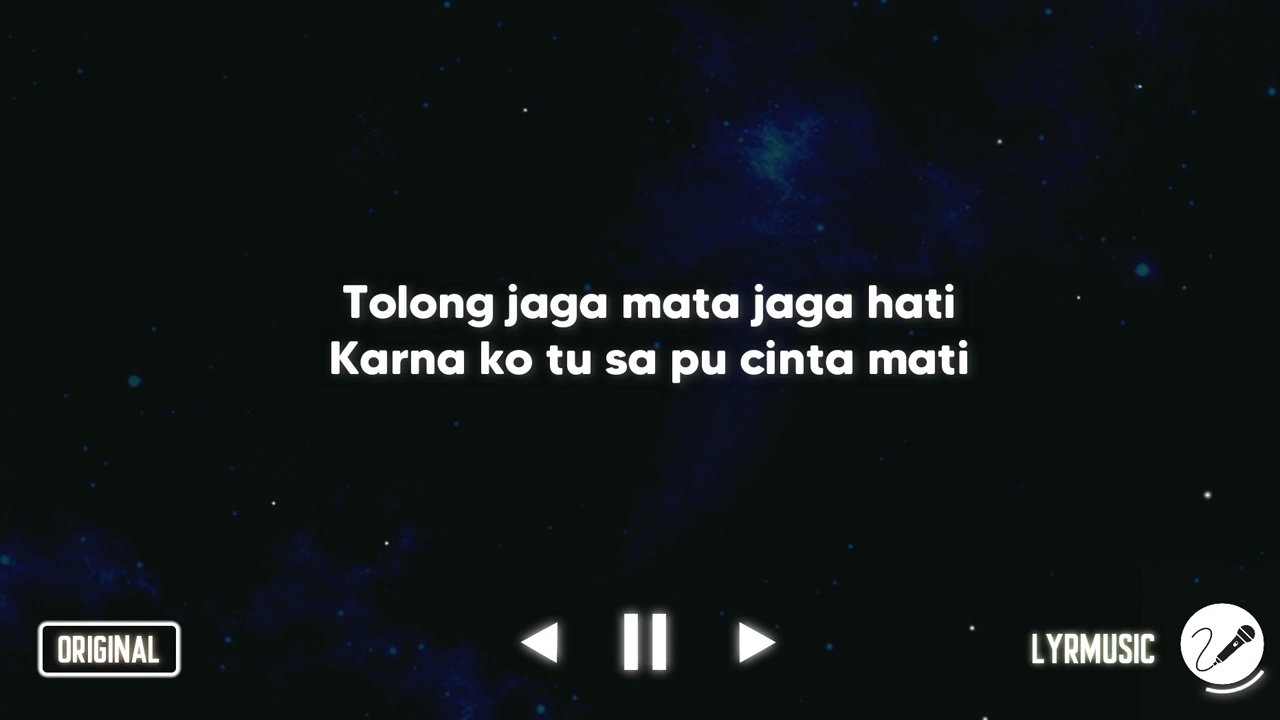 Tolong jaga mata jaga hati
Karna ko tu sa pu cinta mati
ORIGINAL
LYRMUSIC